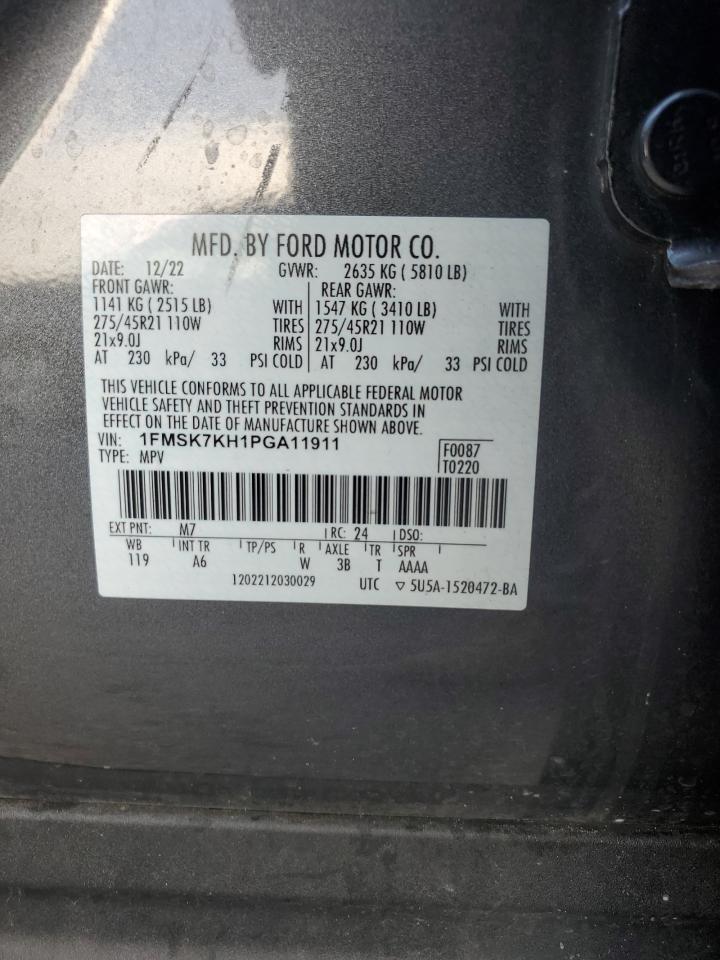 MFD. BY FORD MOTOR CO.
DATE: 12/22 GVWR: 2635 KG ( 5810 LB)
FRONT GAWR: REAR GAWR:
1141 KG ( 2515 LB) WITH 1547 KG ( 3410 LB) WITH
275/45R21 110W TIRES 275/45R21 110W TIRES
21x9.0J RIMS 21x9.0J RIMS
AT 230 kPa/ 33 PSI COLD AT 230 kPa/ 33 PSI COLD
THIS VEHICLE CONFORMS TO ALL APPLICABLE FEDERAL MOTOR
VEHICLE SAFETY AND THEFT PREVENTION STANDARDS IN
EFFECT ON THE DATE OF MANUFACTURE SHOWN ABOVE.
VIN: 1FMSK7KH1PGA11911 F0087
TYPE: MPV T0220
EXT PNT: M7 RC: 24 DSO:
WB INT TR TP/PS R AXLE TR SPR
119 A6 W 3B T AAAA
1202212030029 UTC ▽ 5U5A-1520472-BA